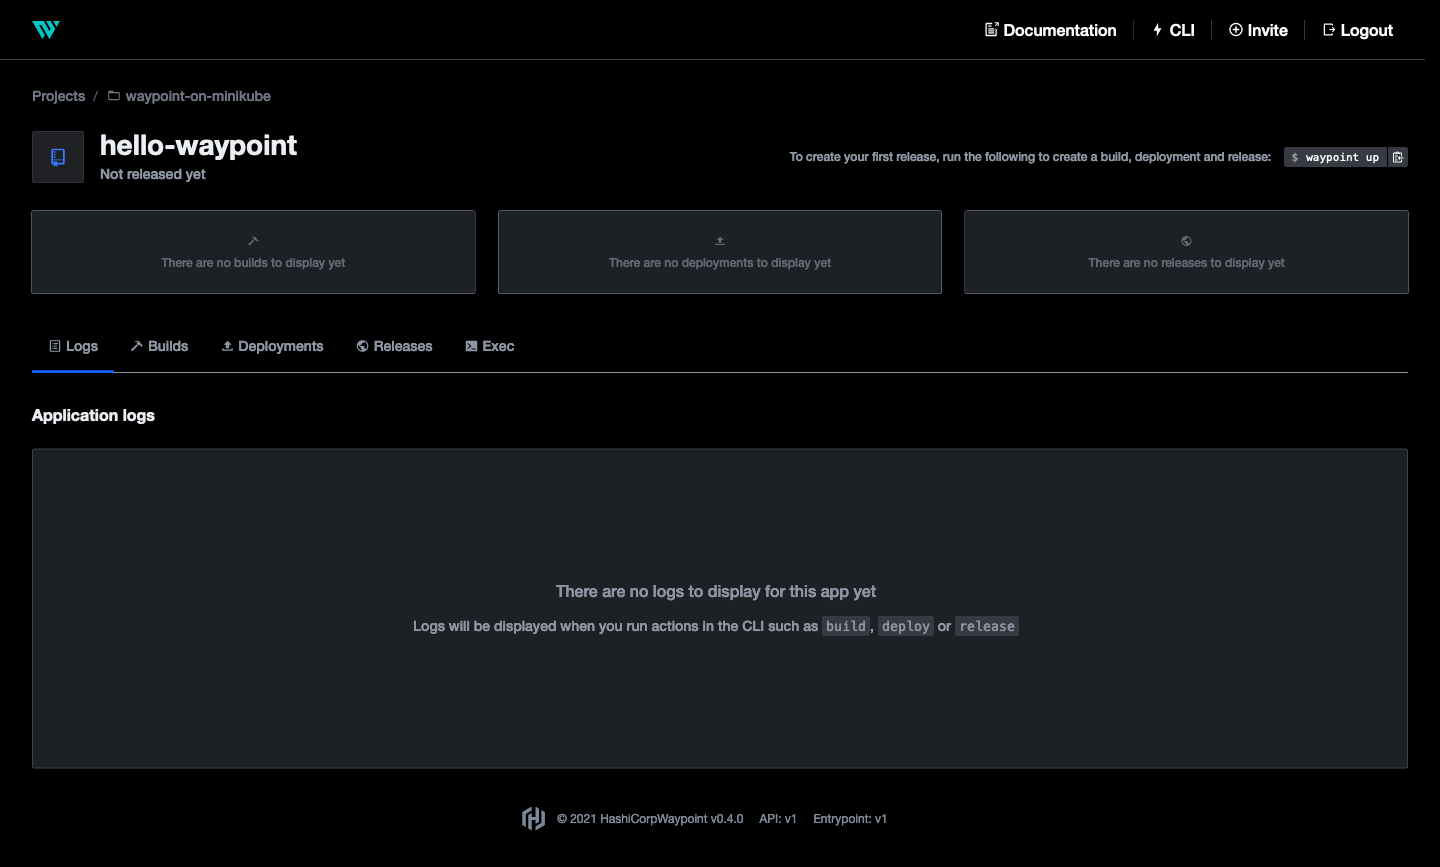 Documentation
CLI
Invite
Logout
Projects / waypoint-on-minikube
hello-waypoint
Not released yet
To create your first release, run the following to create a build, deployment and release:
$ waypoint up
There are no builds to display yet
There are no deployments to display yet
There are no releases to display yet
Logs
Builds
Deployments
Releases
Exec
Application logs
There are no logs to display for this app yet
Logs will be displayed when you run actions in the CLI such as build, deploy or release
© 2021 HashiCorpWaypoint v0.4.0 API: v1 Entrypoint: v1